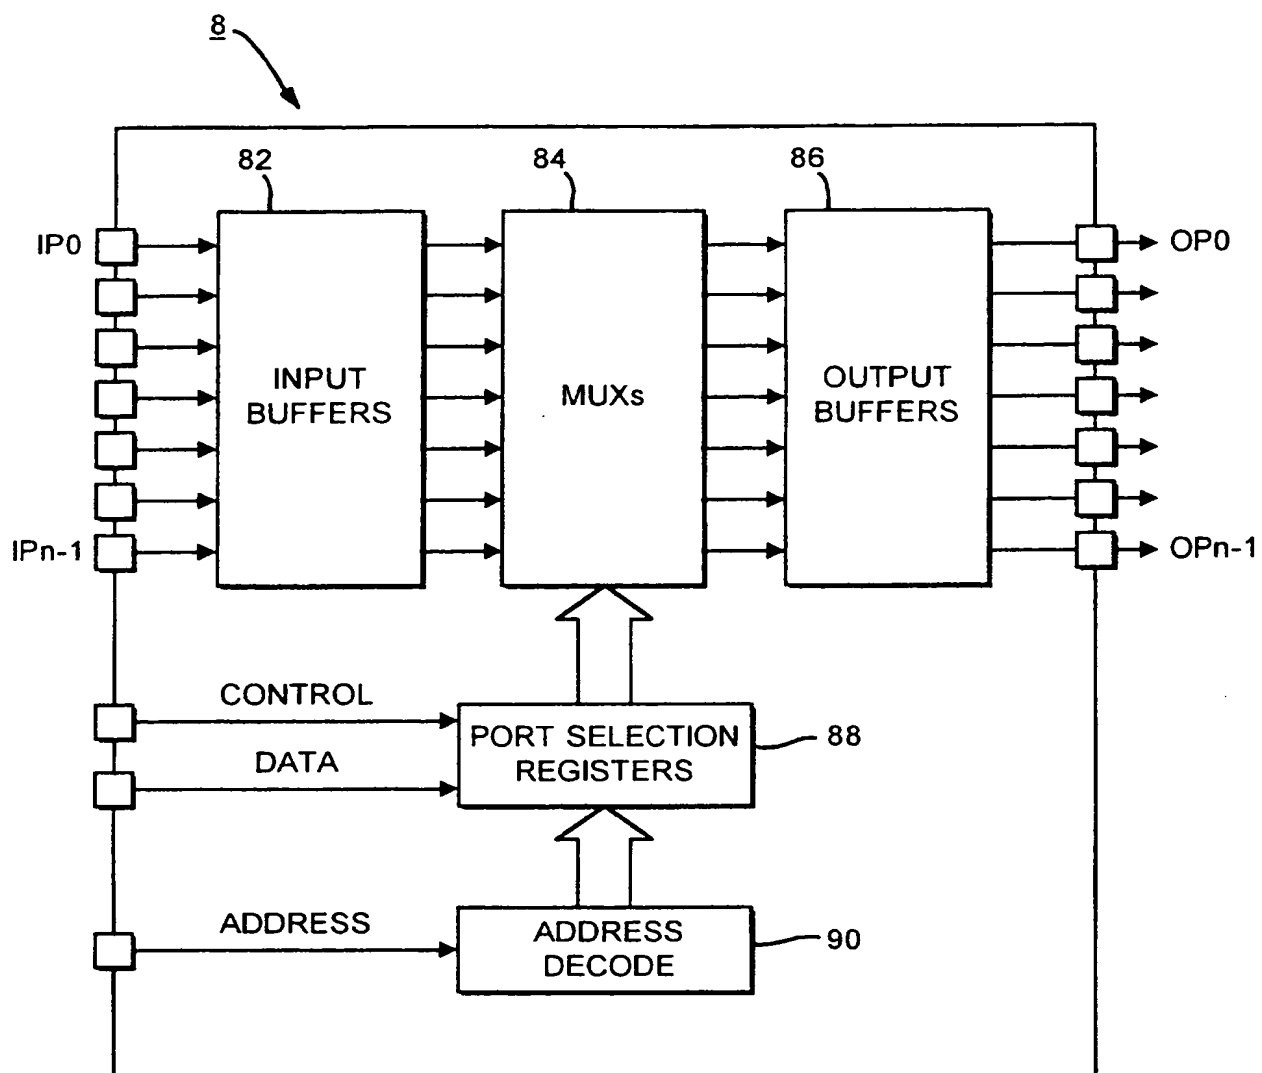 8
82
84
86
IP0
OP0
INPUT
BUFFERS
MUXs
OUTPUT
BUFFERS
IPn-1
OPn-1
CONTROL
DATA
PORT SELECTION
REGISTERS
88
ADDRESS
ADDRESS
DECODE
90